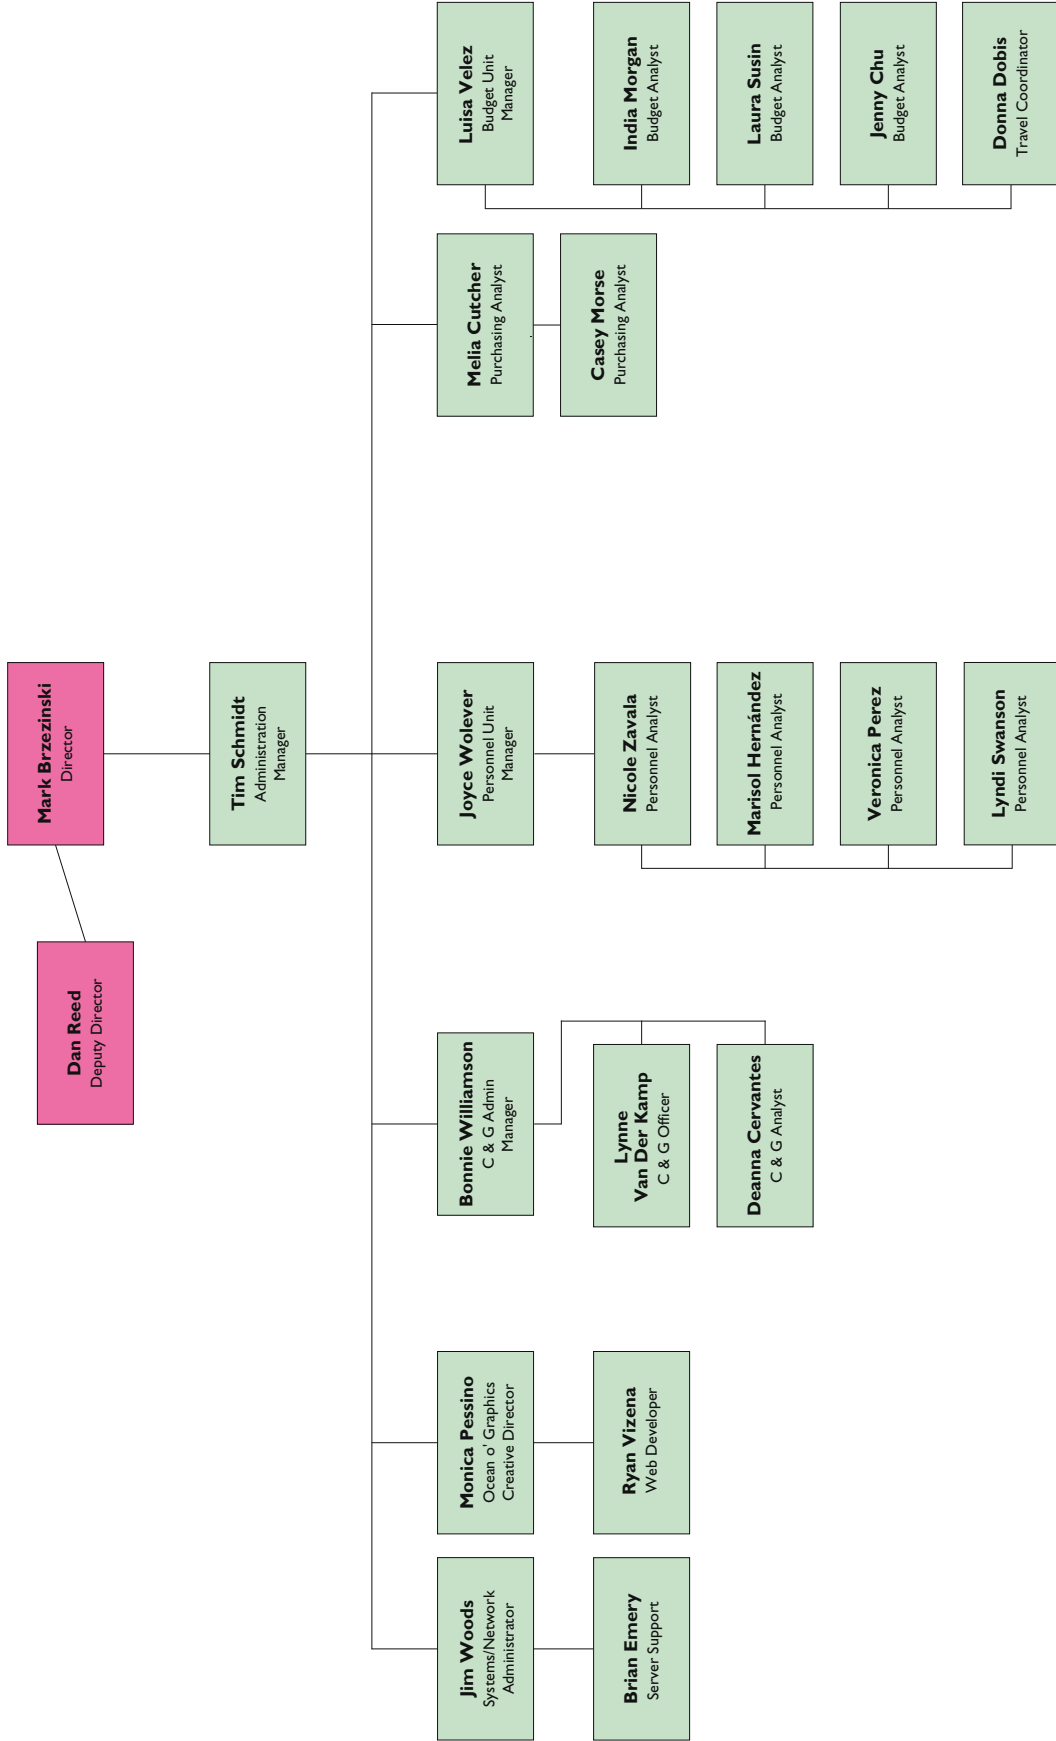 Mark Brzezinski
Director
Dan Reed
Deputy Director
Tim Schmidt
Administration
Manager
Jim Woods
Systems/Network
Administrator
Brian Emery
Server Support
Monica Pessino
Ocean o' Graphics
Creative Director
Ryan Vizena
Web Developer
Bonnie Williamson
C & G Admin
Manager
Lynne
Van Der Kamp
C & G Officer
Deanna Cervantes
C & G Analyst
Joyce Wolever
Personnel Unit
Manager
Nicole Zavala
Personnel Analyst
Marisol Hernández
Personnel Analyst
Veronica Perez
Personnel Analyst
Lyndi Swanson
Personnel Analyst
Melia Cutcher
Purchasing Analyst
Casey Morse
Purchasing Analyst
Luisa Velez
Budget Unit
Manager
India Morgan
Budget Analyst
Laura Susin
Budget Analyst
Jenny Chu
Budget Analyst
Donna Dobis
Travel Coordinator